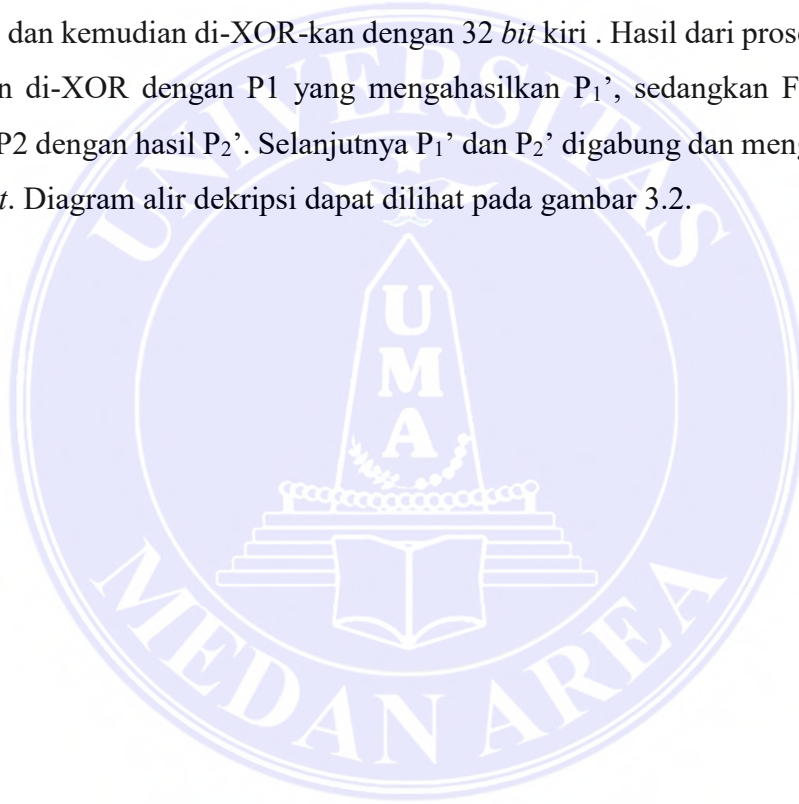 dan kemudian di-XOR-kan dengan 32 bit kiri . Hasil dari prose
n di-XOR dengan P1 yang mengahasilkan P₁’, sedangkan F
P2 dengan hasil P₂’. Selanjutnya P₁’ dan P₂’ digabung dan meng
t. Diagram alir dekripsi dapat dilihat pada gambar 3.2.
UNIVERSITAS
U
M
A
MEDAN AREA